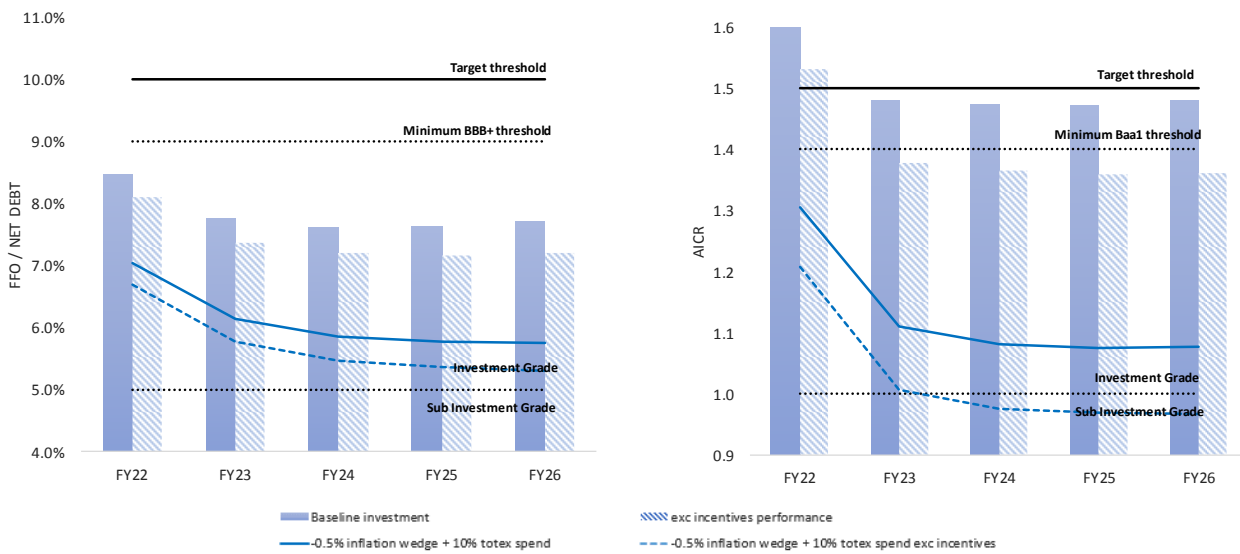 11.0%
10.0%
9.0%
8.0%
7.0%
6.0%
5.0%
4.0%
FFO / NET DEBT
Target threshold
Minimum BBB+ threshold
Investment Grade
Sub Investment Grade
FY22 FY23 FY24 FY25 FY26
1.6
1.5
1.4
1.3
1.2
1.1
1.0
0.9
AICR
Target threshold
Minimum Baa1 threshold
Investment Grade
Sub Investment Grade
FY22 FY23 FY24 FY25 FY26
Baseline investment
exc incentives performance
-0.5% inflation wedge + 10% totex spend
-0.5% inflation wedge + 10% totex spend exc incentives